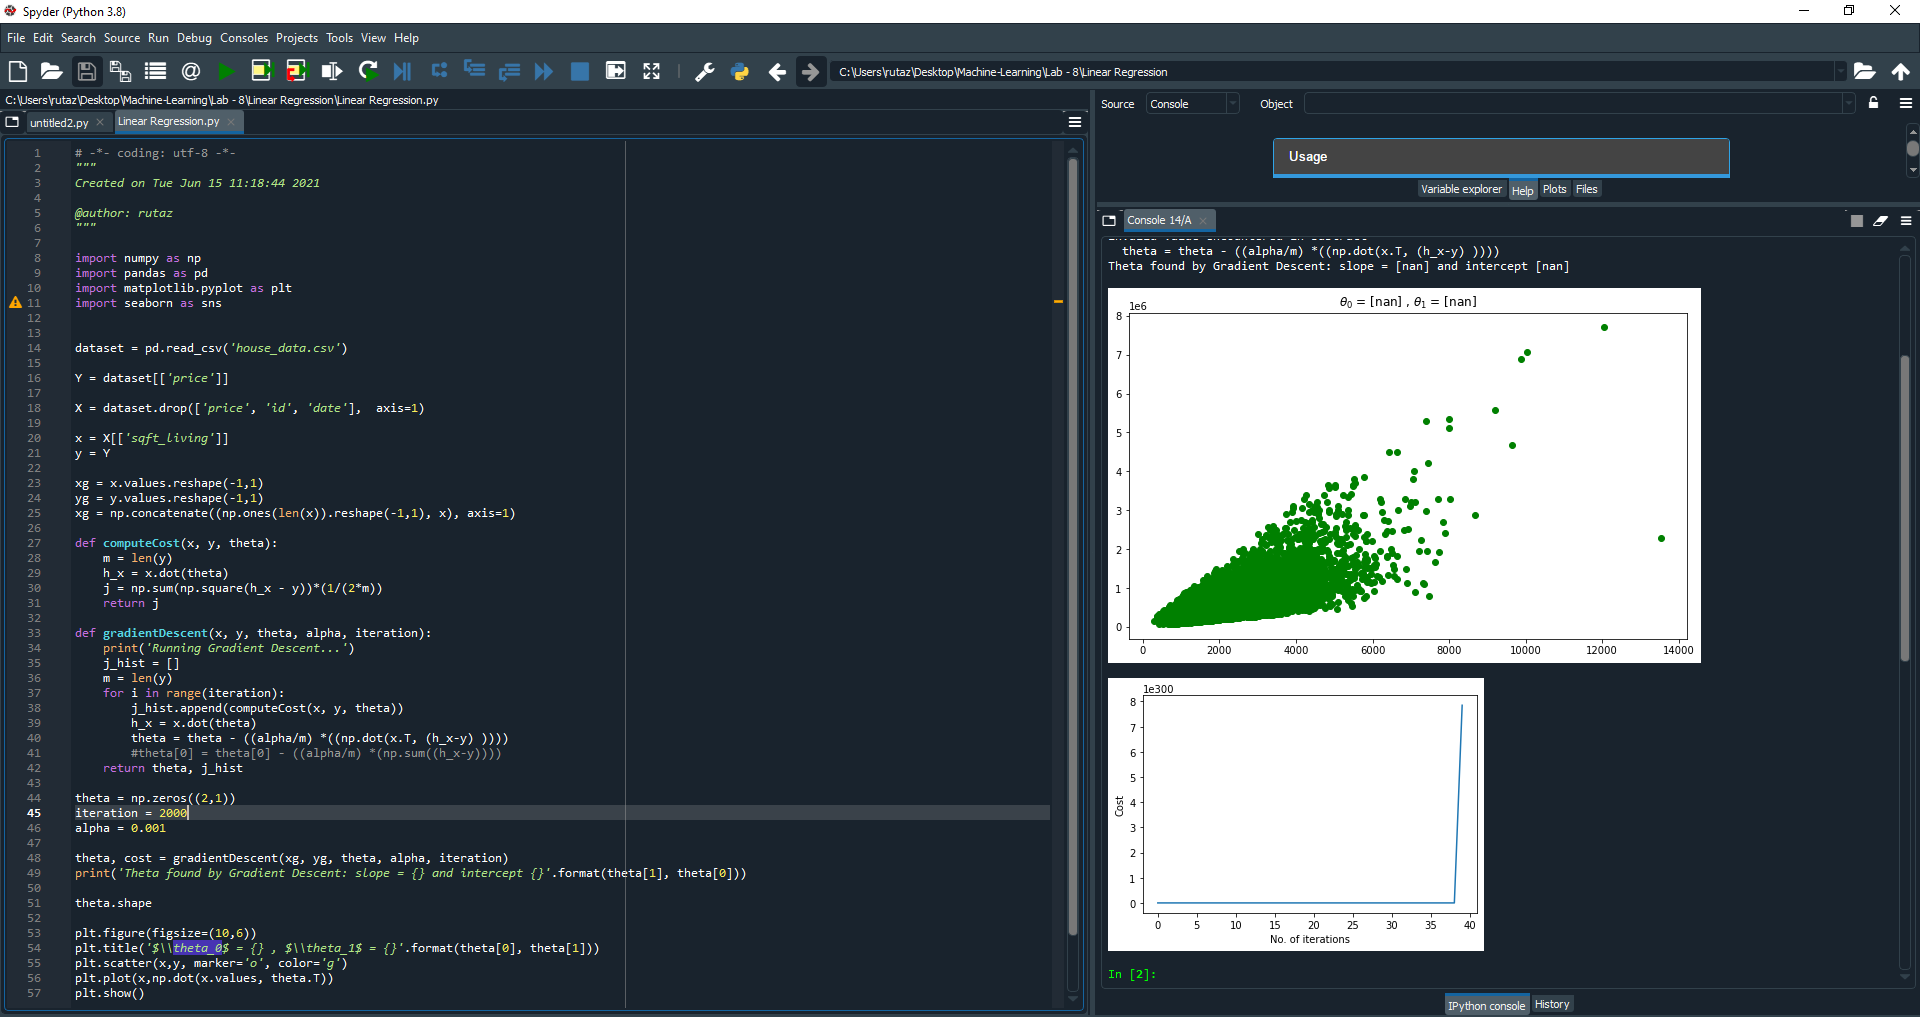 Spyder (Python 3.8)
File Edit Search Source Run Debug Consoles Projects Tools View Help
C:\Users\rutaz\Desktop\Machine-Learning\Lab - 8\Linear Regression
C:\Users\rutaz\Desktop\Machine-Learning\Lab - 8\Linear Regression\Linear Regression.py
untitled2.py
Linear Regression.py
1 # -*- coding: utf-8 -*-
2 """
3 Created on Tue Jun 15 11:18:44 2021
4
5 @author: rutaz
6 """
7
8 import numpy as np
9 import pandas as pd
10 import matplotlib.pyplot as plt
11 import seaborn as sns
12
13
14 dataset = pd.read_csv('house_data.csv')
15
16 Y = dataset[['price']]
17
18 X = dataset.drop(['price', 'id', 'date'],  axis=1)
19
20 x = X[['sqft_living']]
21 y = Y
22
23 xg = x.values.reshape(-1,1)
24 yg = y.values.reshape(-1,1)
25 xg = np.concatenate((np.ones(len(x)).reshape(-1,1), x), axis=1)
26
27 def computeCost(x, y, theta):
28     m = len(y)
29     h_x = x.dot(theta)
30     j = np.sum(np.square(h_x - y))*(1/(2*m))
31     return j
32
33 def gradientDescent(x, y, theta, alpha, iteration):
34     print('Running Gradient Descent...')
35     j_hist = []
36     m = len(y)
37     for i in range(iteration):
38         j_hist.append(computeCost(x, y, theta))
39         h_x = x.dot(theta)
40         theta = theta - ((alpha/m) *((np.dot(x.T, (h_x-y) ))))
41         #theta[0] = theta[0] - ((alpha/m) *(np.sum((h_x-y))))
42     return theta, j_hist
43
44 theta = np.zeros((2,1))
45 iteration = 2000
46 alpha = 0.001
47
48 theta, cost = gradientDescent(xg, yg, theta, alpha, iteration)
49 print('Theta found by Gradient Descent: slope = {} and intercept {}'.format(theta[1], theta[0]))
50
51 theta.shape
52
53 plt.figure(figsize=(10,6))
54 plt.title('$\\theta_0$ = {} , $\\theta_1$ = {}'.format(theta[0], theta[1]))
55 plt.scatter(x,y, marker='o', color='g')
56 plt.plot(x,np.dot(x.values, theta.T))
57 plt.show()
Source Console Object
Usage
Variable explorer Help Plots Files
Console 14/A
theta = theta - ((alpha/m) *((np.dot(x.T, (h_x-y) ))))
Theta found by Gradient Descent: slope = [nan] and intercept [nan]
θ0 = [nan] , θ1 = [nan]
1e6
8
7
6
5
4
3
2
1
0
0 2000 4000 6000 8000 10000 12000 14000
1e300
8
7
6
5
4
3
2
1
0
Cost
0 5 10 15 20 25 30 35 40
No. of iterations
In [2]:
IPython console History